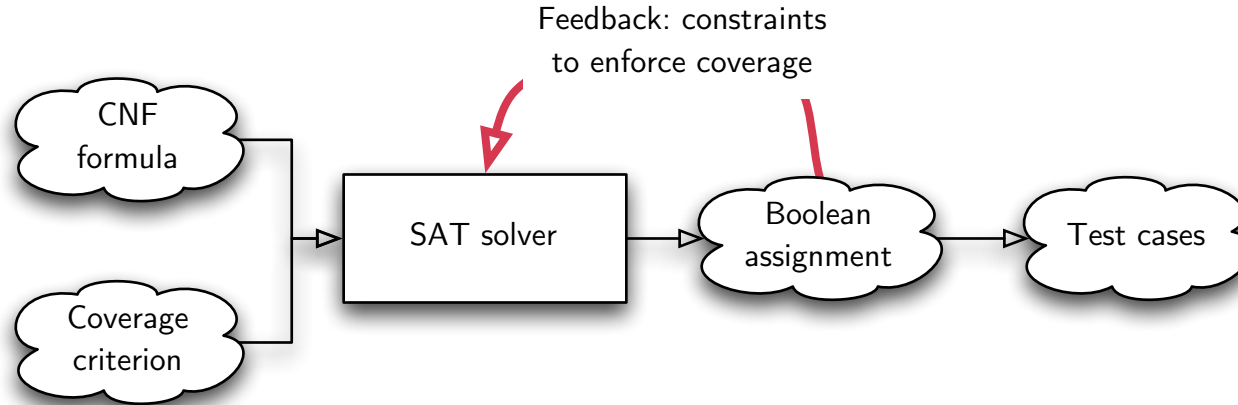 Feedback: constraints
to enforce coverage
CNF
formula
SAT solver
Boolean
assignment
Test cases
Coverage
criterion